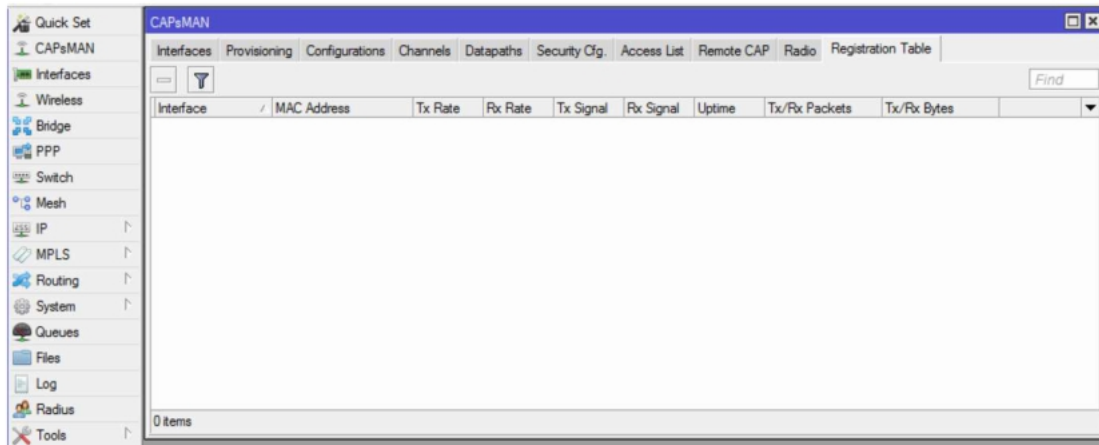 Quick Set
CAPsMAN
Interfaces
Wireless
Bridge
PPP
Switch
Mesh
IP
MPLS
Routing
System
Queues
Files
Log
Radius
Tools
CAPsMAN
Interfaces Provisioning Configurations Channels Datapaths Security Cfg. Access List Remote CAP Radio Registration Table
Find
Interface MAC Address Tx Rate Rx Rate Tx Signal Rx Signal Uptime Tx/Rx Packets Tx/Rx Bytes
0 items